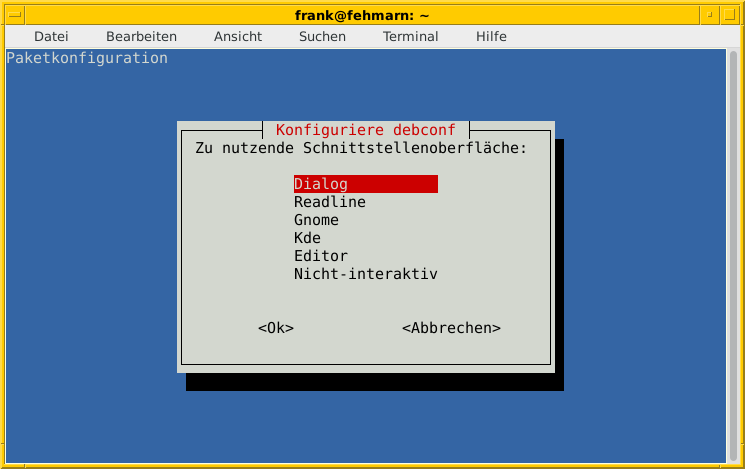 frank@fehmarn: ~
Datei Bearbeiten Ansicht Suchen Terminal Hilfe
Paketkonfiguration
Konfiguriere debconf
Zu nutzende Schnittstellenoberfläche:
Dialog
Readline
Gnome
Kde
Editor
Nicht-interaktiv
<Ok> <Abbrechen>